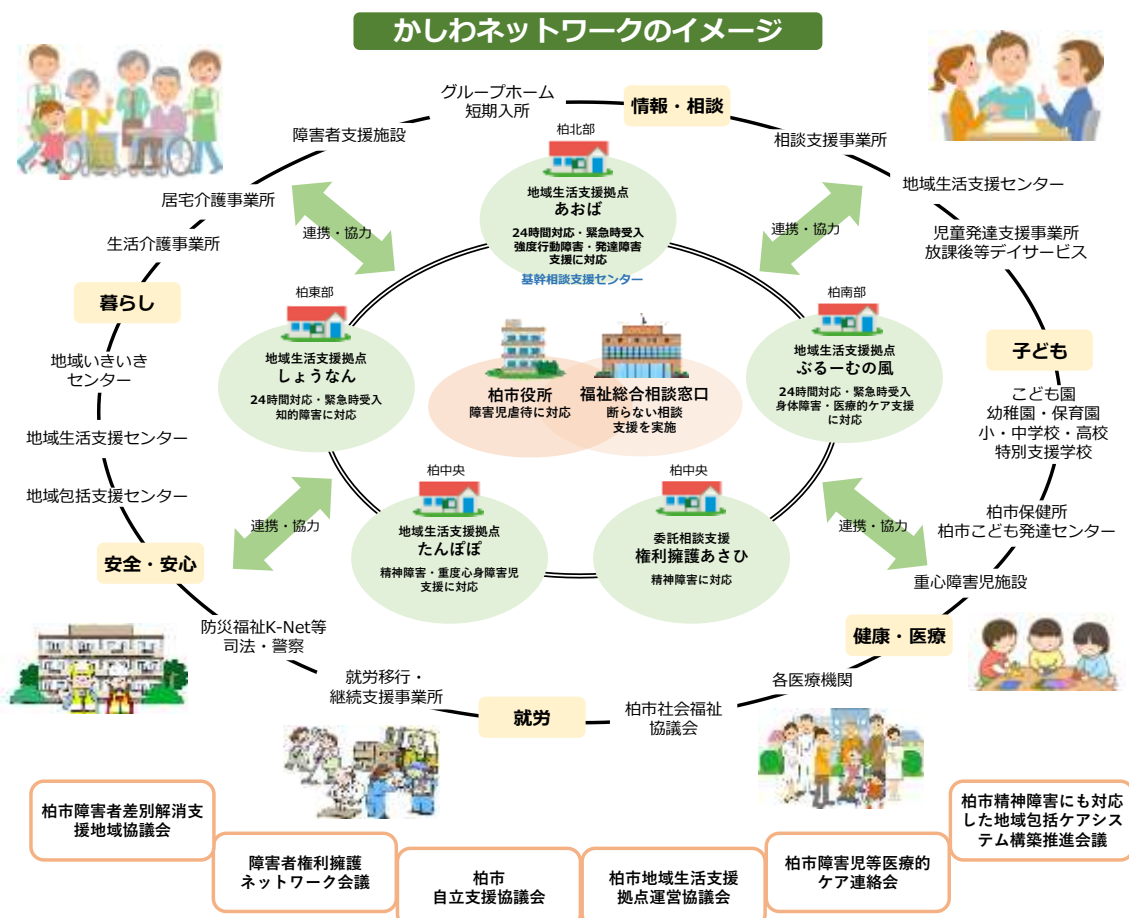 かしわネットワークのイメージ
グループホーム
短期入所
情報・相談
障害者支援施設
相談支援事業所
居宅介護事業所
地域生活支援センター
生活介護事業所
児童発達支援事業所
放課後等デイサービス
連携・協力
連携・協力
柏北部
地域生活支援拠点
あおば
24時間対応・緊急時受入
強度行動障害・発達障害
支援に対応
基幹相談支援センター
暮らし
柏東部
地域生活支援拠点
しょうなん
24時間対応・緊急時受入
知的障害に対応
柏市役所
障害児虐待に対応
福祉総合相談窓口
断らない相談
支援を実施
柏南部
地域生活支援拠点
ぶるーむの風
24時間対応・緊急時受入
身体障害・医療的ケア支援
に対応
子ども
地域いきいき
センター
こども園
幼稚園・保育園
小・中学校・高校
特別支援学校
地域生活支援センター
地域包括支援センター
柏中央
地域生活支援拠点
たんぽぽ
精神障害・重度心身障害児
支援に対応
柏中央
委託相談支援
権利擁護あさひ
精神障害に対応
連携・協力
連携・協力
柏市保健所
柏市こども発達センター
安全・安心
重心障害児施設
防災福祉K-Net等
司法・警察
健康・医療
就労移行・
継続支援事業所
各医療機関
就労
柏市社会福祉
協議会
柏市障害者差別解消支
援地域協議会
障害者権利擁護
ネットワーク会議
柏市
自立支援協議会
柏市地域生活支援
拠点運営協議会
柏市障害児等医療的
ケア連絡会
柏市精神障害にも対応
した地域包括ケアシス
テム構築推進会議